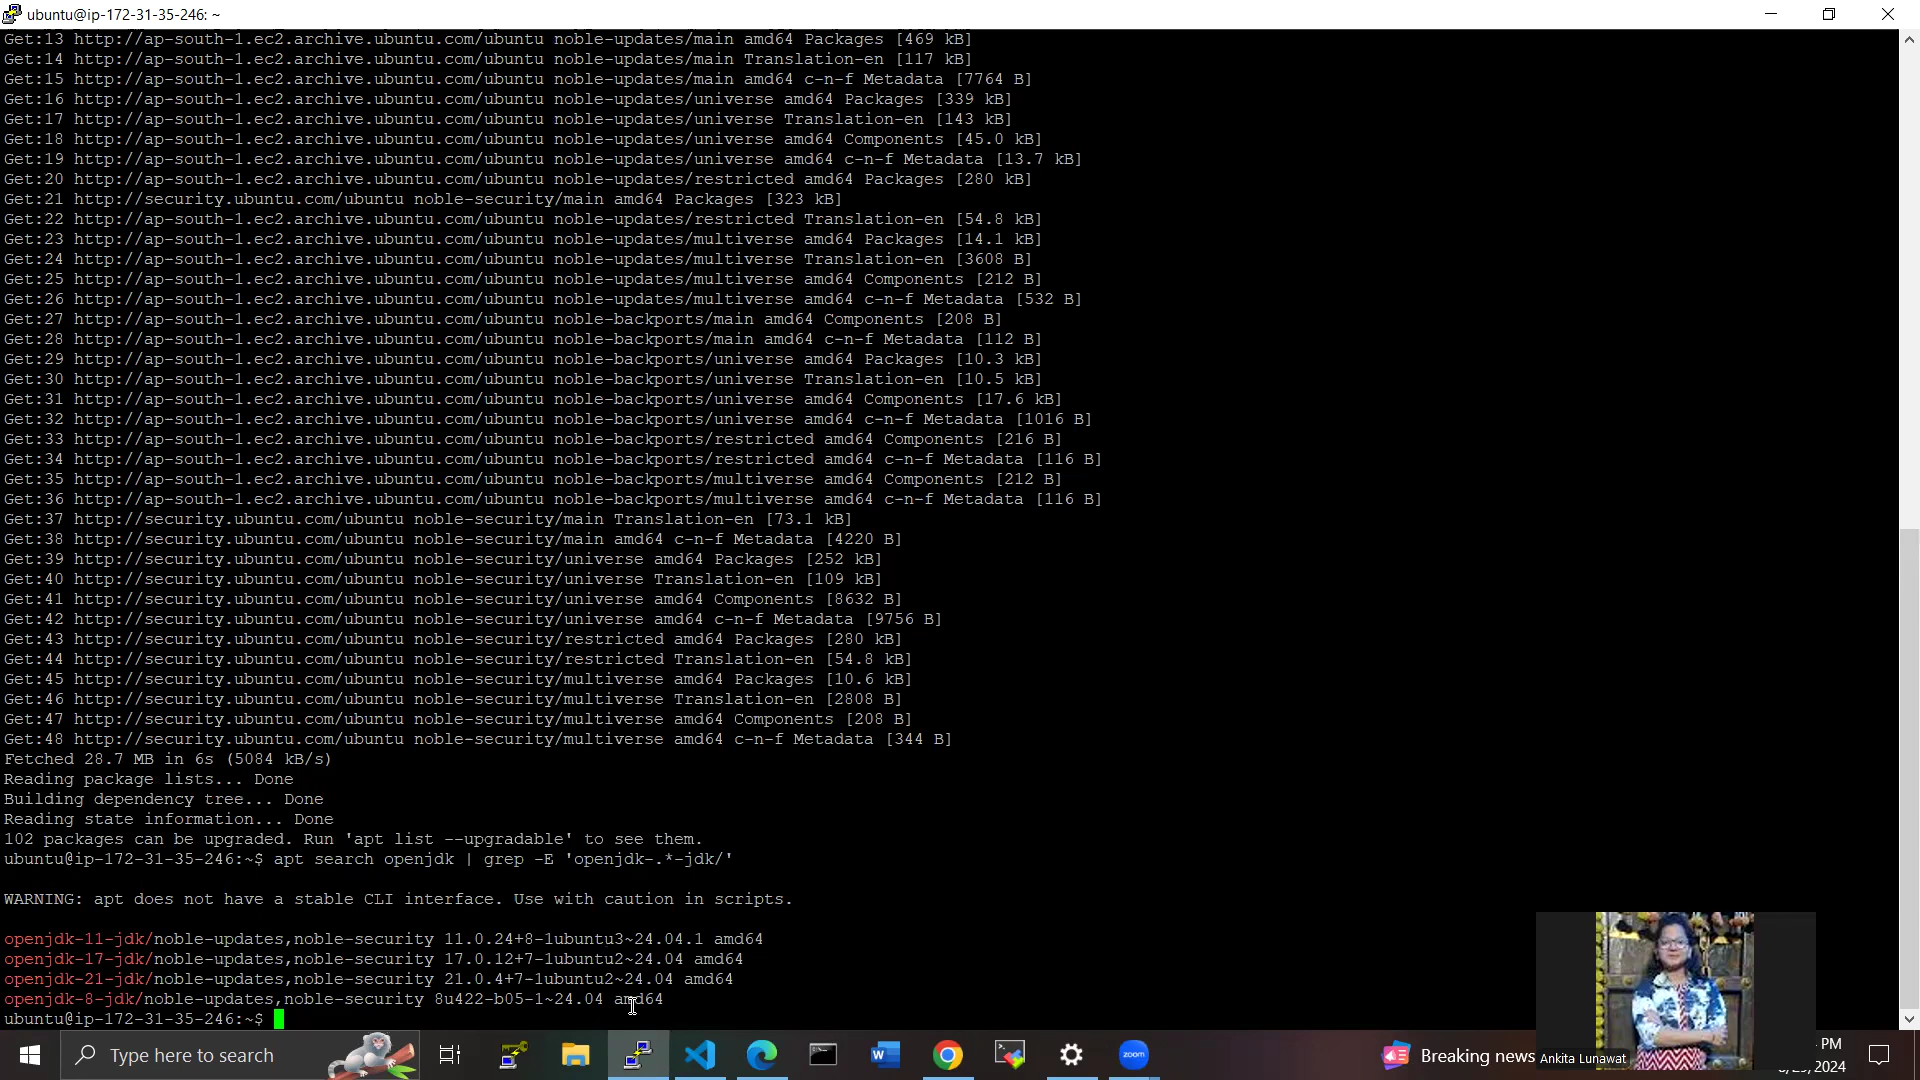 ubuntu@ip-172-31-35-246: ~
Get:13 http://ap-south-1.ec2.archive.ubuntu.com/ubuntu noble-updates/main amd64 Packages [469 kB]
Get:14 http://ap-south-1.ec2.archive.ubuntu.com/ubuntu noble-updates/main Translation-en [117 kB]
Get:15 http://ap-south-1.ec2.archive.ubuntu.com/ubuntu noble-updates/main amd64 c-n-f Metadata [7764 B]
Get:16 http://ap-south-1.ec2.archive.ubuntu.com/ubuntu noble-updates/universe amd64 Packages [339 kB]
Get:17 http://ap-south-1.ec2.archive.ubuntu.com/ubuntu noble-updates/universe Translation-en [143 kB]
Get:18 http://ap-south-1.ec2.archive.ubuntu.com/ubuntu noble-updates/universe amd64 Components [45.0 kB]
Get:19 http://ap-south-1.ec2.archive.ubuntu.com/ubuntu noble-updates/universe amd64 c-n-f Metadata [13.7 kB]
Get:20 http://ap-south-1.ec2.archive.ubuntu.com/ubuntu noble-updates/restricted amd64 Packages [280 kB]
Get:21 http://security.ubuntu.com/ubuntu noble-security/main amd64 Packages [323 kB]
Get:22 http://ap-south-1.ec2.archive.ubuntu.com/ubuntu noble-updates/restricted Translation-en [54.8 kB]
Get:23 http://ap-south-1.ec2.archive.ubuntu.com/ubuntu noble-updates/multiverse amd64 Packages [14.1 kB]
Get:24 http://ap-south-1.ec2.archive.ubuntu.com/ubuntu noble-updates/multiverse Translation-en [3608 B]
Get:25 http://ap-south-1.ec2.archive.ubuntu.com/ubuntu noble-updates/multiverse amd64 Components [212 B]
Get:26 http://ap-south-1.ec2.archive.ubuntu.com/ubuntu noble-updates/multiverse amd64 c-n-f Metadata [532 B]
Get:27 http://ap-south-1.ec2.archive.ubuntu.com/ubuntu noble-backports/main amd64 Components [208 B]
Get:28 http://ap-south-1.ec2.archive.ubuntu.com/ubuntu noble-backports/main amd64 c-n-f Metadata [112 B]
Get:29 http://ap-south-1.ec2.archive.ubuntu.com/ubuntu noble-backports/universe amd64 Packages [10.3 kB]
Get:30 http://ap-south-1.ec2.archive.ubuntu.com/ubuntu noble-backports/universe Translation-en [10.5 kB]
Get:31 http://ap-south-1.ec2.archive.ubuntu.com/ubuntu noble-backports/universe amd64 Components [17.6 kB]
Get:32 http://ap-south-1.ec2.archive.ubuntu.com/ubuntu noble-backports/universe amd64 c-n-f Metadata [1016 B]
Get:33 http://ap-south-1.ec2.archive.ubuntu.com/ubuntu noble-backports/restricted amd64 Components [216 B]
Get:34 http://ap-south-1.ec2.archive.ubuntu.com/ubuntu noble-backports/restricted amd64 c-n-f Metadata [116 B]
Get:35 http://ap-south-1.ec2.archive.ubuntu.com/ubuntu noble-backports/multiverse amd64 Components [212 B]
Get:36 http://ap-south-1.ec2.archive.ubuntu.com/ubuntu noble-backports/multiverse amd64 c-n-f Metadata [116 B]
Get:37 http://security.ubuntu.com/ubuntu noble-security/main Translation-en [73.1 kB]
Get:38 http://security.ubuntu.com/ubuntu noble-security/main amd64 c-n-f Metadata [4220 B]
Get:39 http://security.ubuntu.com/ubuntu noble-security/universe amd64 Packages [252 kB]
Get:40 http://security.ubuntu.com/ubuntu noble-security/universe Translation-en [109 kB]
Get:41 http://security.ubuntu.com/ubuntu noble-security/universe amd64 Components [8632 B]
Get:42 http://security.ubuntu.com/ubuntu noble-security/universe amd64 c-n-f Metadata [9756 B]
Get:43 http://security.ubuntu.com/ubuntu noble-security/restricted amd64 Packages [280 kB]
Get:44 http://security.ubuntu.com/ubuntu noble-security/restricted Translation-en [54.8 kB]
Get:45 http://security.ubuntu.com/ubuntu noble-security/multiverse amd64 Packages [10.6 kB]
Get:46 http://security.ubuntu.com/ubuntu noble-security/multiverse Translation-en [2808 B]
Get:47 http://security.ubuntu.com/ubuntu noble-security/multiverse amd64 Components [208 B]
Get:48 http://security.ubuntu.com/ubuntu noble-security/multiverse amd64 c-n-f Metadata [344 B]
Fetched 28.7 MB in 6s (5084 kB/s)
Reading package lists... Done
Building dependency tree... Done
Reading state information... Done
102 packages can be upgraded. Run 'apt list --upgradable' to see them.
ubuntu@ip-172-31-35-246:~$ apt search openjdk | grep -E 'openjdk-.*-jdk/'
WARNING: apt does not have a stable CLI interface. Use with caution in scripts.
openjdk-11-jdk/noble-updates,noble-security 11.0.24+8-1ubuntu3~24.04.1 amd64
openjdk-17-jdk/noble-updates,noble-security 17.0.12+7-1ubuntu2~24.04 amd64
openjdk-21-jdk/noble-updates,noble-security 21.0.4+7-1ubuntu2~24.04 amd64
openjdk-8-jdk/noble-updates,noble-security 8u422-b05-1~24.04 amd64
ubuntu@ip-172-31-35-246:~$
Type here to search
zoom
Breaking news
Ankita Lunawat
PM
2024